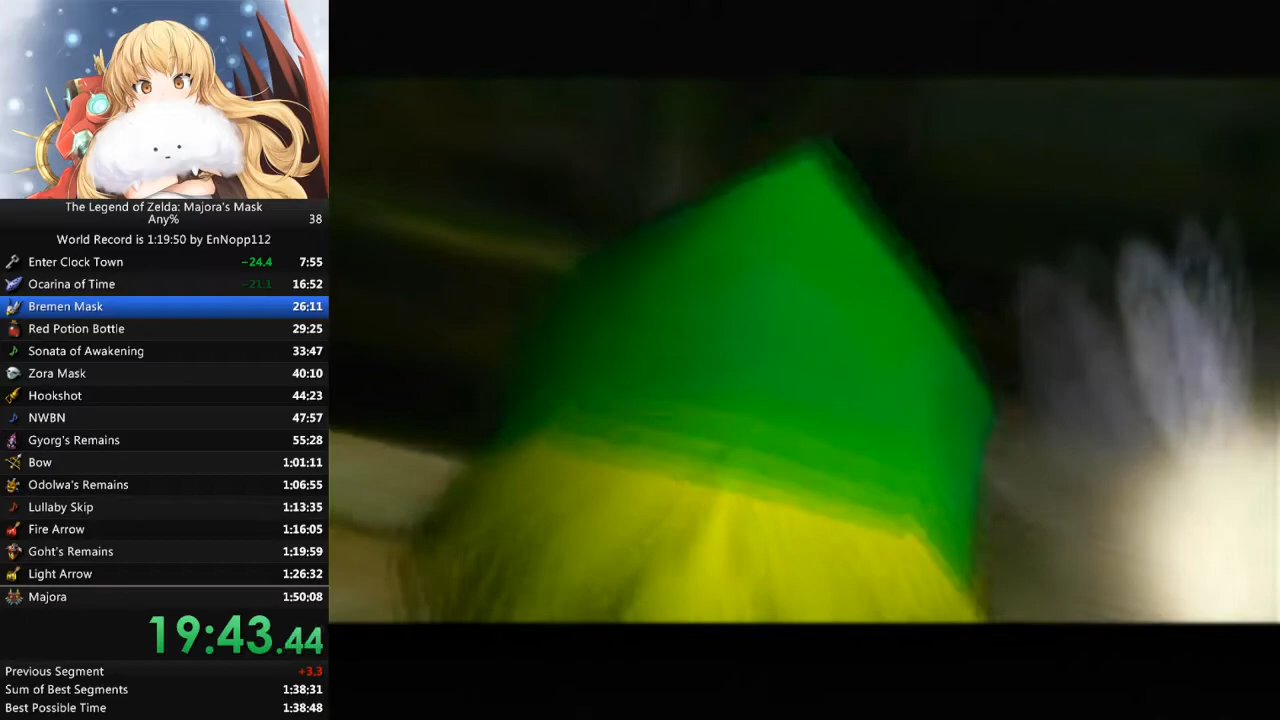 The Legend of Zelda: Majora's Mask
Any% 38
World Record is 1:19:50 by EnNopp112
Enter Clock Town -24.4 7:55
Ocarina of Time -21.1 16:52
Bremen Mask 26:11
Red Potion Bottle 29:25
Sonata of Awakening 33:47
Zora Mask 40:10
Hookshot 44:23
NWBN 47:57
Gyorg's Remains 55:28
Bow 1:01:11
Odolwa's Remains 1:06:55
Lullaby Skip 1:13:35
Fire Arrow 1:16:05
Goht's Remains 1:19:59
Light Arrow 1:26:32
Majora 1:50:08
19:43.44
Previous Segment +3.3
Sum of Best Segments 1:38:31
Best Possible Time 1:38:48